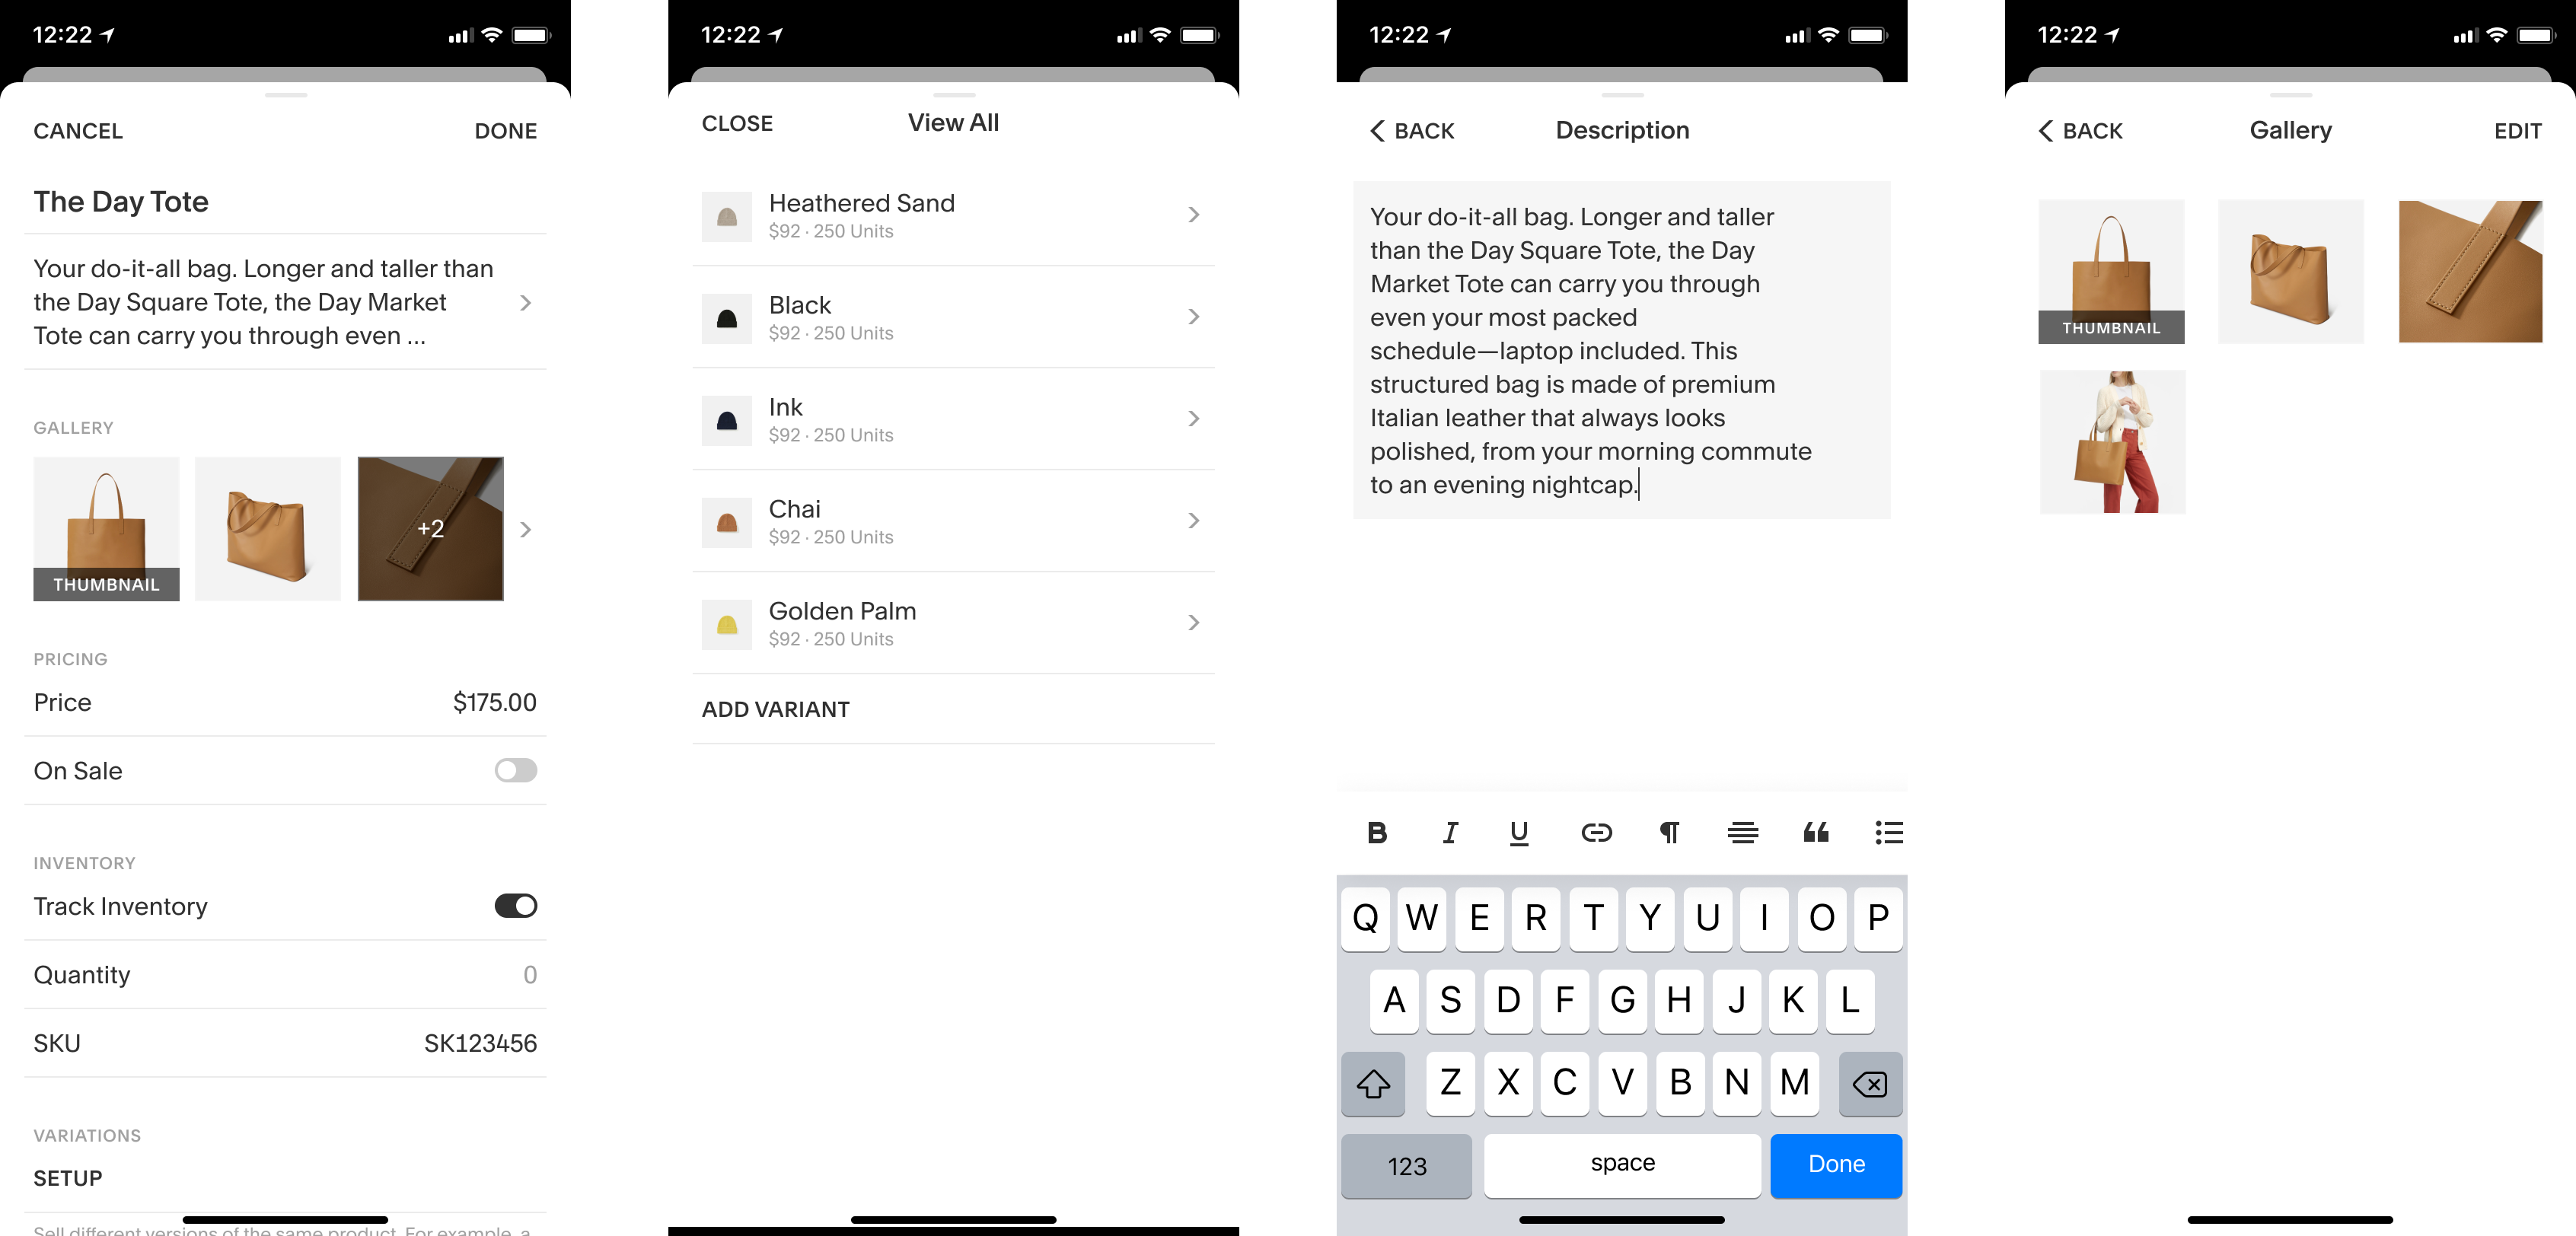 12:22
CANCEL
DONE
The Day Tote
Your do-it-all bag. Longer and taller than
the Day Square Tote, the Day Market
Tote can carry you through even ...
GALLERY
THUMBNAIL
+2
PRICING
Price
$175.00
On Sale
INVENTORY
Track Inventory
Quantity
0
SKU
SK123456
VARIATIONS
SETUP
Sell different versions of the same product. For example, a
12:22
CLOSE
View All
Heathered Sand
$92 · 250 Units
Black
$92 · 250 Units
Ink
$92 · 250 Units
Chai
$92 · 250 Units
Golden Palm
$92 · 250 Units
ADD VARIANT
12:22
BACK
Description
Your do-it-all bag. Longer and taller
than the Day Square Tote, the Day
Market Tote can carry you through
even your most packed
schedule—laptop included. This
structured bag is made of premium
Italian leather that always looks
polished, from your morning commute
to an evening nightcap.
B I U
Q W E R T Y U I O P
A S D F G H J K L
Z X C V B N M
123
space
Done
12:22
BACK
Gallery
EDIT
THUMBNAIL